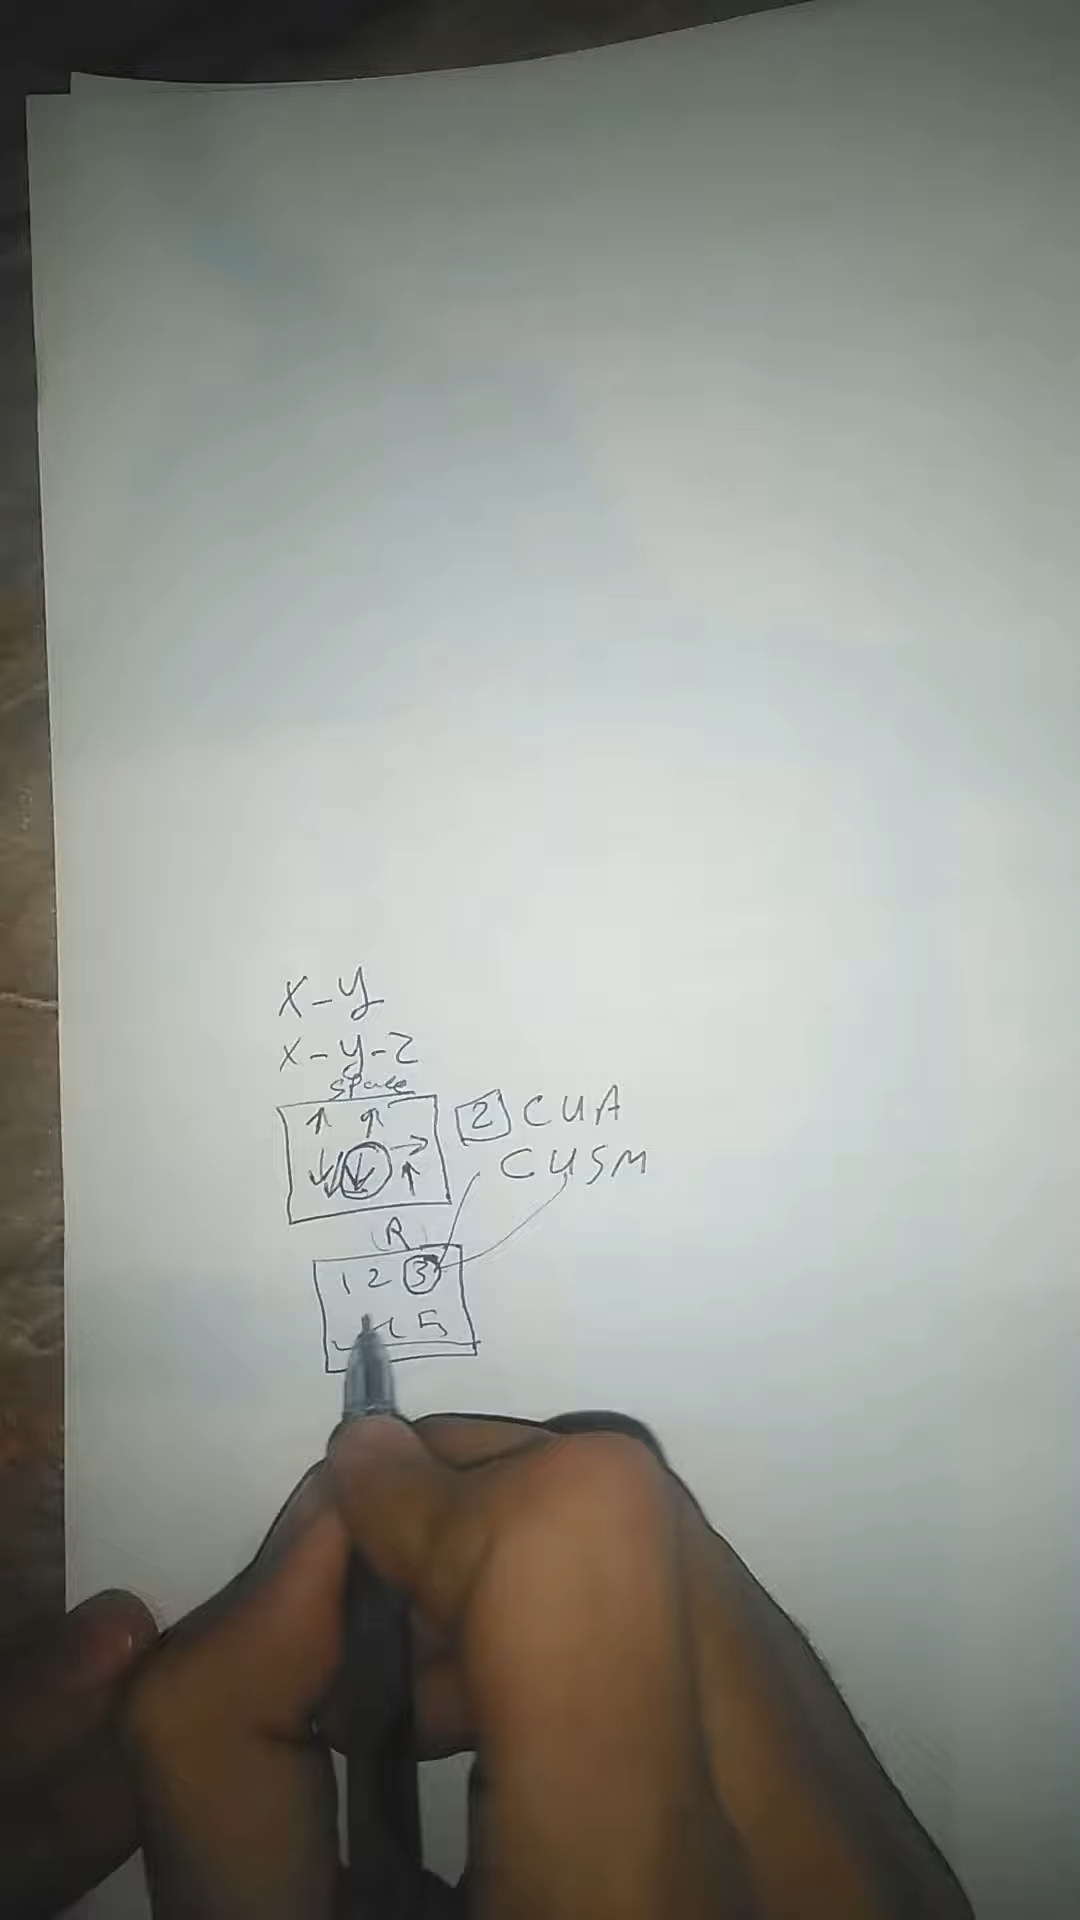 x-y
x-y-z
space
↑ ↑
↓ ↓ → ↑
2 CUA
CUSM
R
1 2 3
5